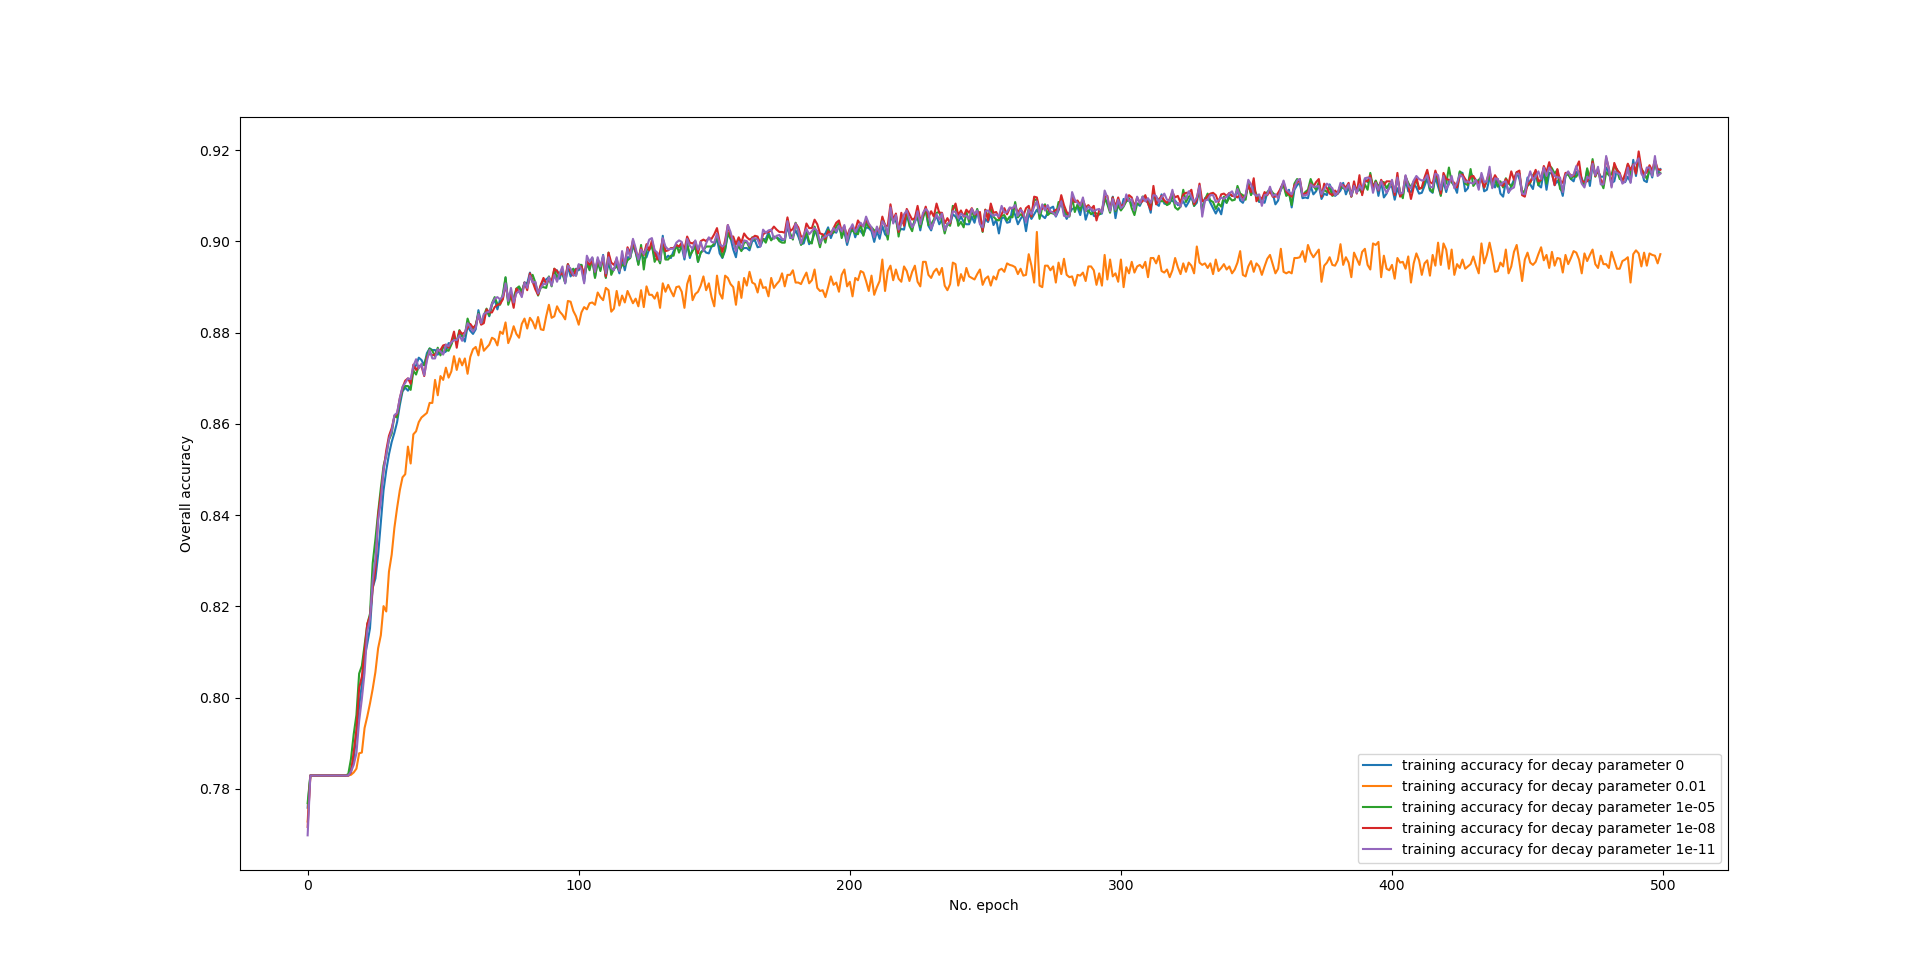 0.92
0.90
0.88
0.86
0.84
0.82
0.80
0.78
Overall accuracy
0 100 200 300 400 500
No. epoch
training accuracy for decay parameter 0
training accuracy for decay parameter 0.01
training accuracy for decay parameter 1e-05
training accuracy for decay parameter 1e-08
training accuracy for decay parameter 1e-11